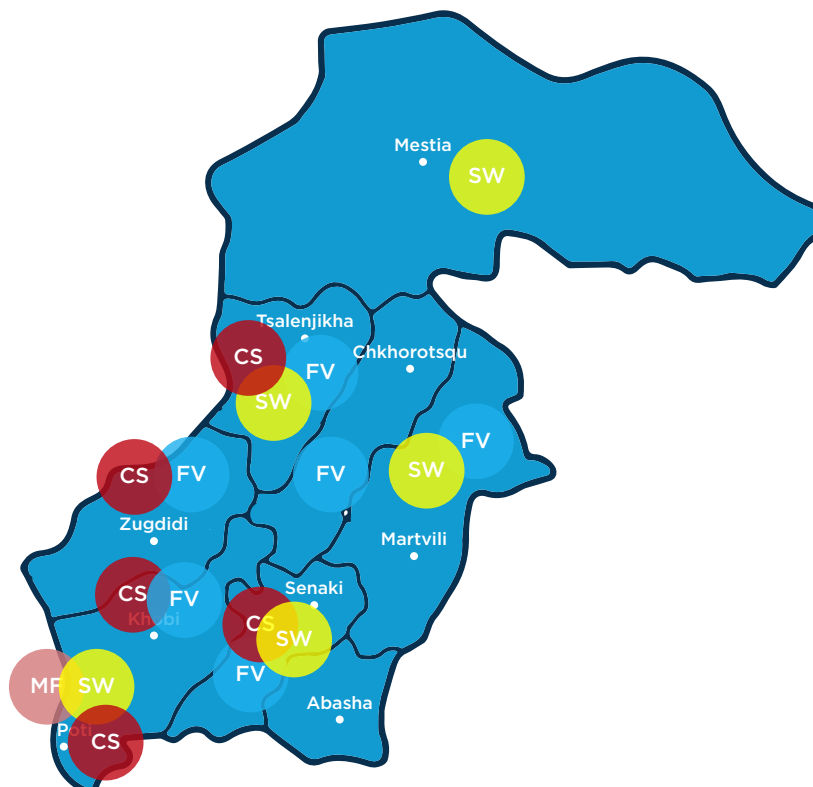 Mestia
SW
Tsalenjikha
CS
Chkhorotsqu
FV
SW
FV
SW
CS
FV
FV
Zugdidi
Martvili
Senaki
CS
FV
Khobi
CS
SW
FV
MF
SW
Abasha
Poti
CS